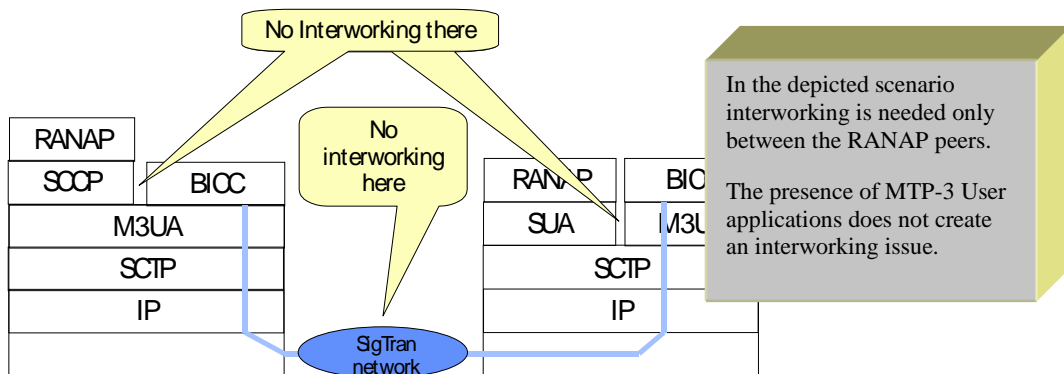 No Interworking there
No
interworking
here
In the depicted scenario
interworking is needed only
between the RANAP peers.
The presence of MTP-3 User
applications does not create
an interworking issue.
RANAP
SCCP
BICC
M3UA
SCTP
IP
RANAP
SUA
SCTP
IP
SigTran
network